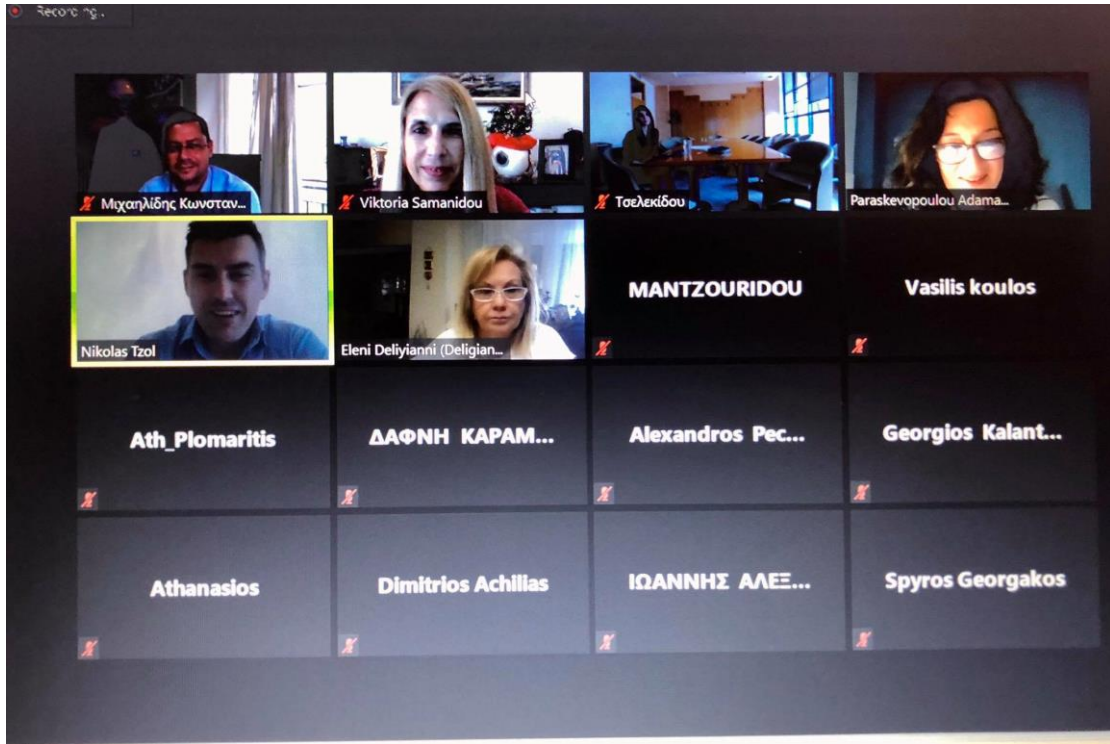 Recording...
Μιχαηλίδης Κωνσταν...
Viktoria Samanidou
Τσελεκίδου
Paraskevopoulou Adama...
Nikolas Tzol
Eleni Deliyianni (Deligian...
MANTZOURIDOU
Vasilis koulos
Ath_Plomaritis
ΔΑΦΝΗ ΚΑΡΑΜ...
Alexandros Pec...
Georgios Kalant...
Athanasios
Dimitrios Achilias
ΙΩΑΝΝΗΣ ΑΛΕΞ...
Spyros Georgakos